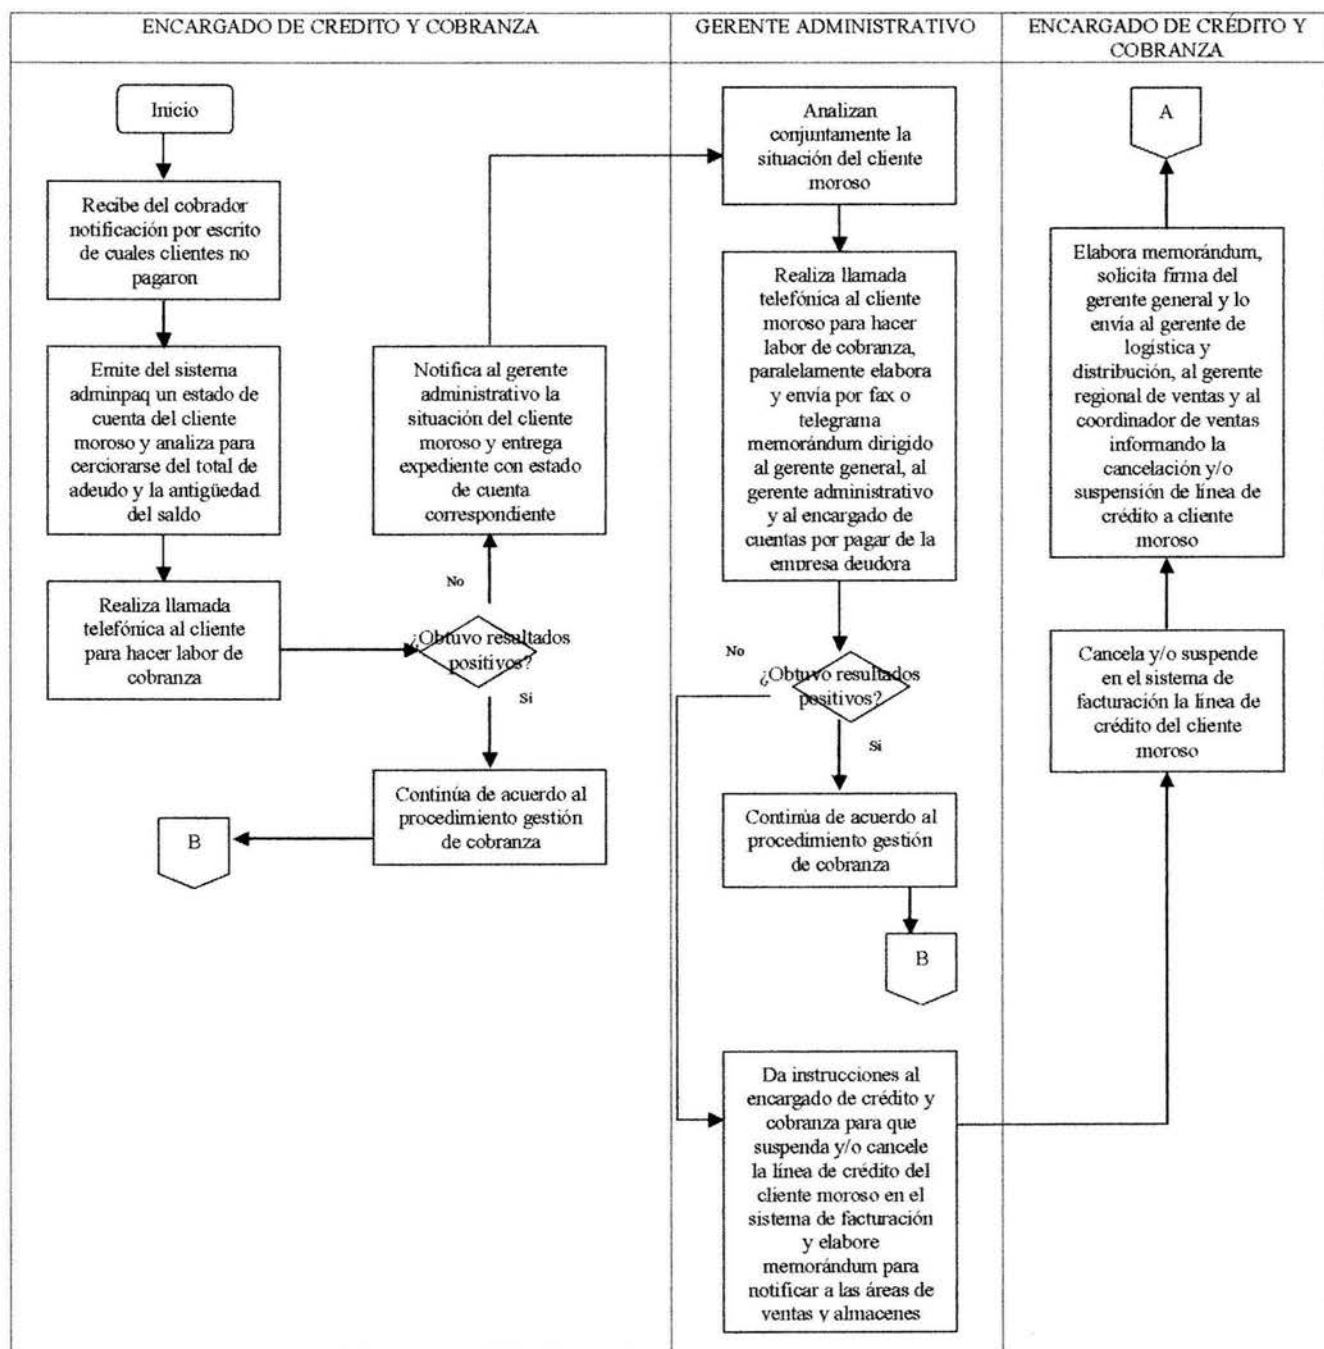 ENCARGADO DE CREDITO Y COBRANZA
GERENTE ADMINISTRATIVO
ENCARGADO DE CRÉDITO Y
COBRANZA
Inicio
Recibe del cobrador
notificación por escrito
de cuales clientes no
pagaron
Emite del sistema
adminpaq un estado de
cuenta del cliente
moroso y analiza para
cerciorarse del total de
adeudo y la antigüedad
del saldo
Realiza llamada
telefónica al cliente
para hacer labor de
cobranza
Notifica al gerente
administrativo la
situación del cliente
moroso y entrega
expediente con estado
de cuenta
correspondiente
No
¿Obtuvo resultados
positivos?
Si
Continúa de acuerdo al
procedimiento gestión
de cobranza
B
Analizan
conjuntamente la
situación del cliente
moroso
Realiza llamada
telefónica al cliente
moroso para hacer
labor de cobranza,
paralelamente elabora
y envía por fax o
telegrama
memorándum dirigido
al gerente general, al
gerente administrativo
y al encargado de
cuentas por pagar de la
empresa deudora
No
¿Obtuvo resultados
positivos?
Si
Continúa de acuerdo al
procedimiento gestión
de cobranza
B
Da instrucciones al
encargado de crédito y
cobranza para que
suspenda y/o cancele
la línea de crédito del
cliente moroso en el
sistema de facturación
y elabore
memorándum para
notificar a las áreas de
ventas y almacenes
A
Elabora memorándum,
solicita firma del
gerente general y lo
envía al gerente de
logística y
distribución, al gerente
regional de ventas y al
coordinador de ventas
informando la
cancelación y/o
suspensión de línea de
crédito a cliente
moroso
Cancela y/o suspende
en el sistema de
facturación la línea de
crédito del cliente
moroso